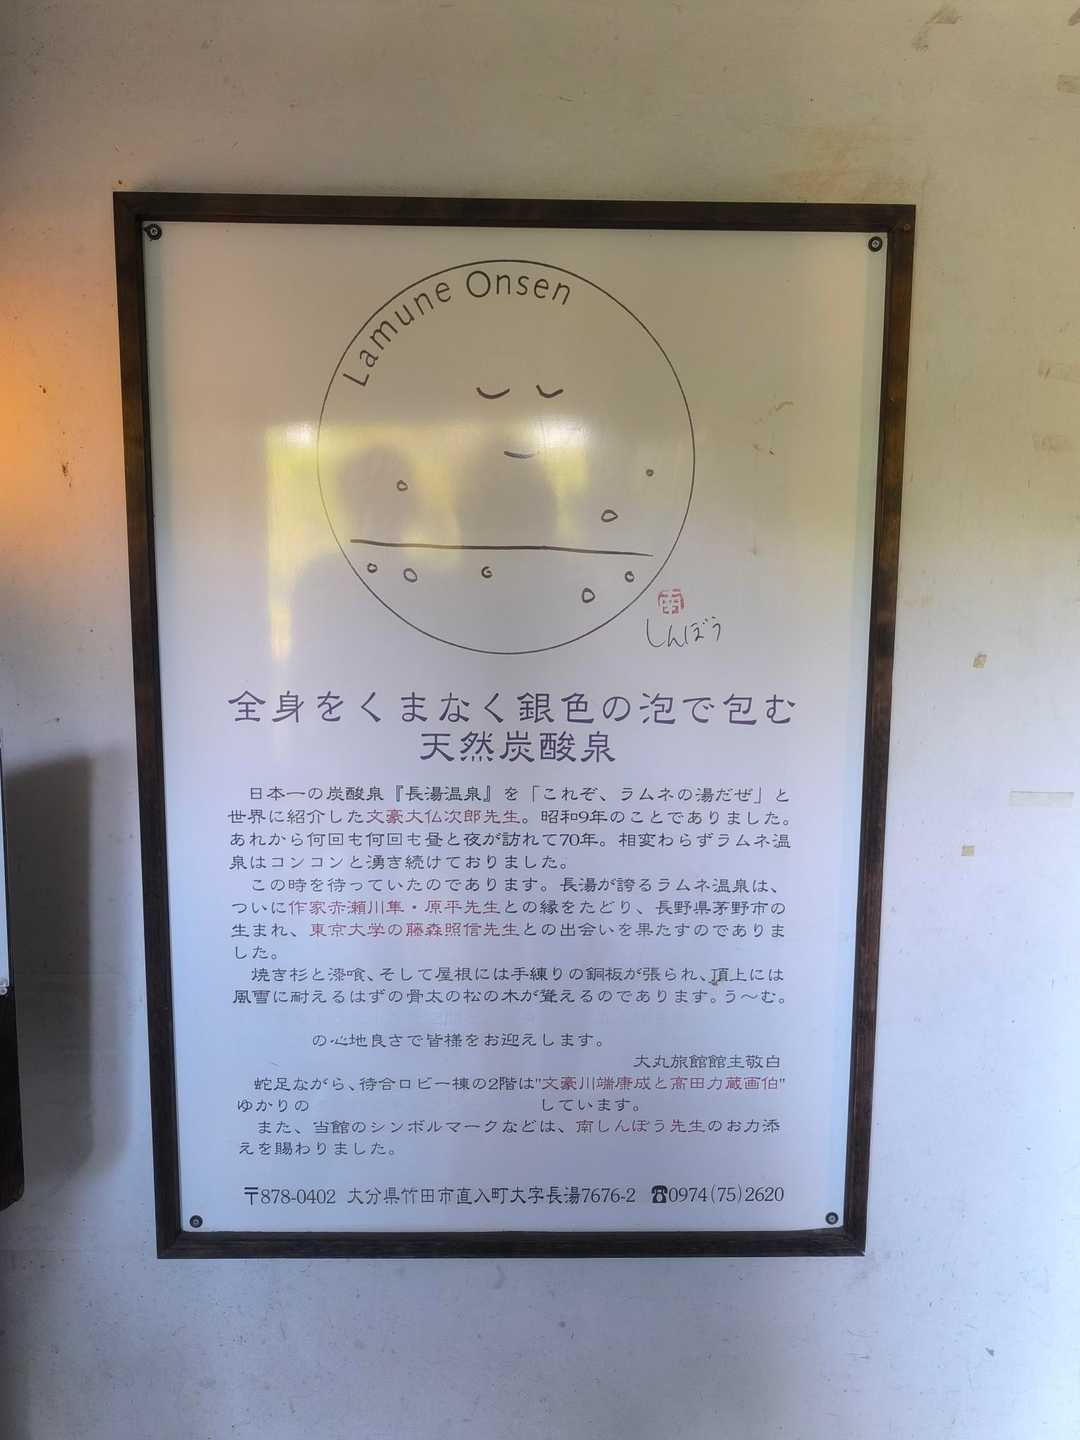 Lamune Onsen
南
しんぼう
全身をくまなく銀色の泡で包む
天然炭酸泉
日本一の炭酸泉『長湯温泉』を「これぞ、ラムネの湯だぜ」と
世界に紹介した文豪大仏次郎先生。昭和9年のことでありました。
あれから何回も何回も昼と夜が訪れて70年。相変わらずラムネ温
泉はコンコンと湧き続けておりました。
この時を待っていたのであります。長湯が誇るラムネ温泉は、
ついに作家赤瀬川隼・原平先生との縁をたどり、長野県茅野市の
生まれ、東京大学の藤森照信先生との出会いを果たすのでありま
した。
焼き杉と漆喰、そして屋根には手練りの銅板が張られ、頂上には
風雪に耐えるはずの骨太の松の木が聳えるのであります。う〜む。
の心地良さで皆様をお迎えします。
大丸旅館館主敬白
蛇足ながら、待合ロビー棟の2階は"文豪川端康成と高田力蔵画伯"
ゆかりの しています。
また、当館のシンボルマークなどは、南しんぼう先生のお力添
えを賜わりました。
〒878-0402 大分県竹田市直入町大字長湯7676-2 ☎0974(75)2620